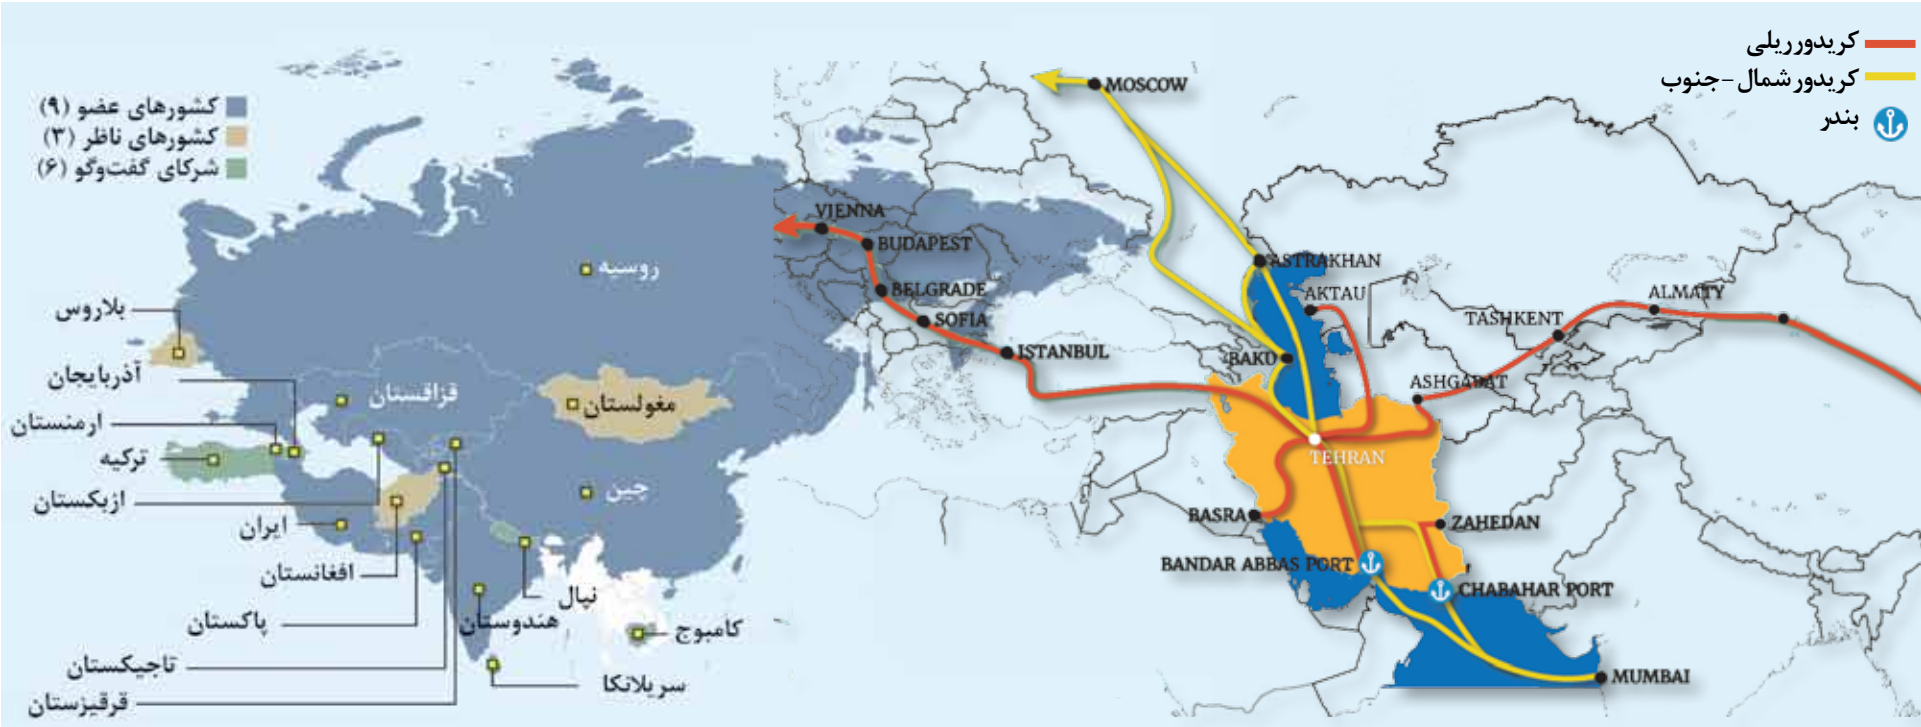 کشورهای عضو (۹)
کشورهای ناظر (۳)
شرکای گفت‌وگو (۶)
روسیه
بلاروس
آذربایجان
قزاقستان
مغولستان
ارمنستان
ترکیه
چین
ازبکستان
ایران
افغانستان
نپال
پاکستان
هندوستان
کامبوج
تاجیکستان
سریلانکا
قرقیزستان
کریدورریلی
کریدورشمال-جنوب
بندر
MOSCOW
VIENNA
BUDAPEST
ASTRAKHAN
BELGRADE
AKTAU
ALMATY
SOFIA
TASHKENT
ISTANBUL
BAKU
ASHGABAT
TEHRAN
BASRA
ZAHEDAN
BANDAR ABBAS PORT
CHABAHAR PORT
MUMBAI